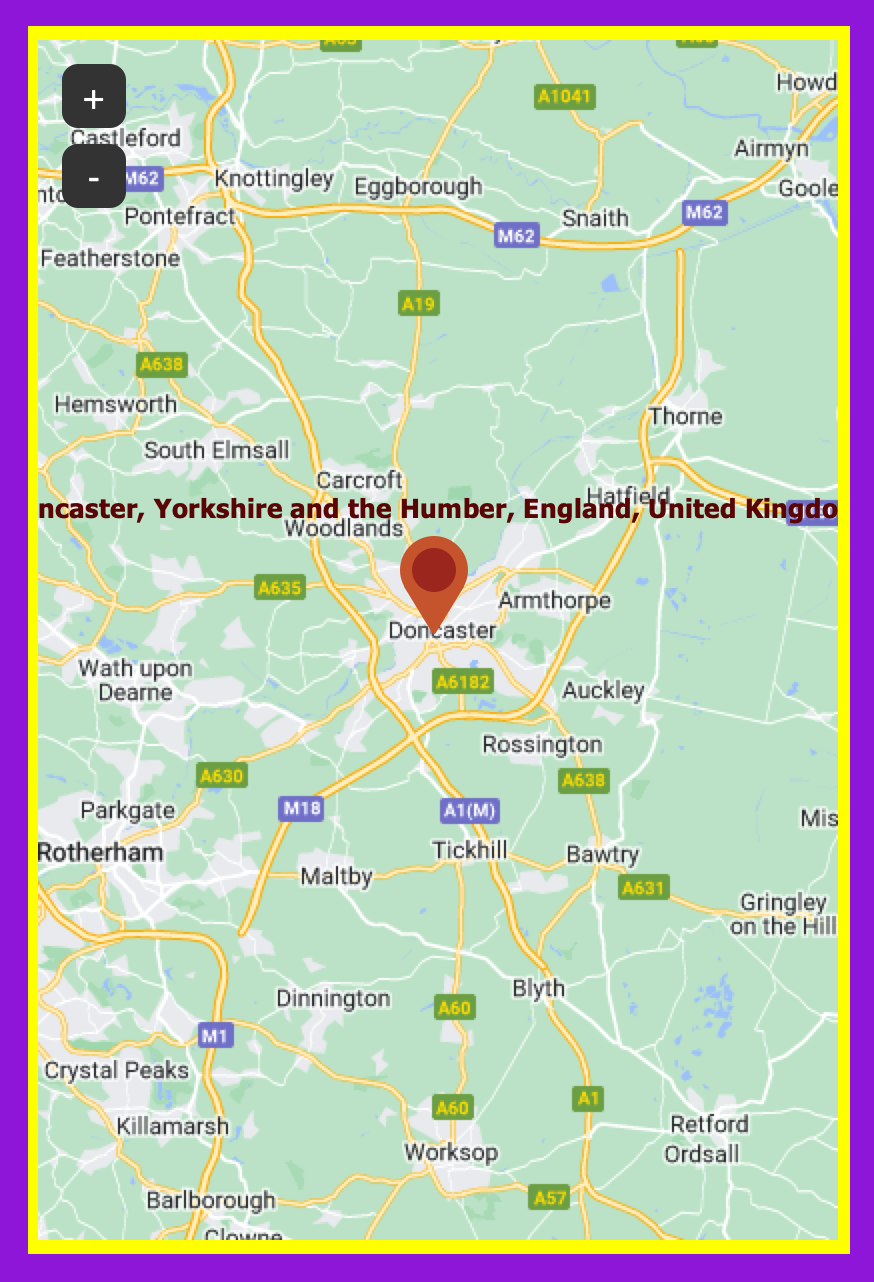 +
A1041
Howd
Castleford
-
M62
Airmyn
Knottingley
Eggborough
Goole
Pontefract
Snaith
M62
M62
Featherstone
A19
A638
Hemsworth
Thorne
South Elmsall
Carcroft
Hatfield
ncaster, Yorkshire and the Humber, England, United Kingdo
Woodlands
A635
Armthorpe
Doncaster
Wath upon
Dearne
A6182
Auckley
Rossington
A630
A638
M18
A1(M)
Parkgate
Mis
Rotherham
Tickhill
Bawtry
Maltby
A631
Gringley
on the Hill
Blyth
Dinnington
A60
M1
Crystal Peaks
A1
A60
Killamarsh
Retford
Worksop
Ordsall
A57
Barlborough
Clowne